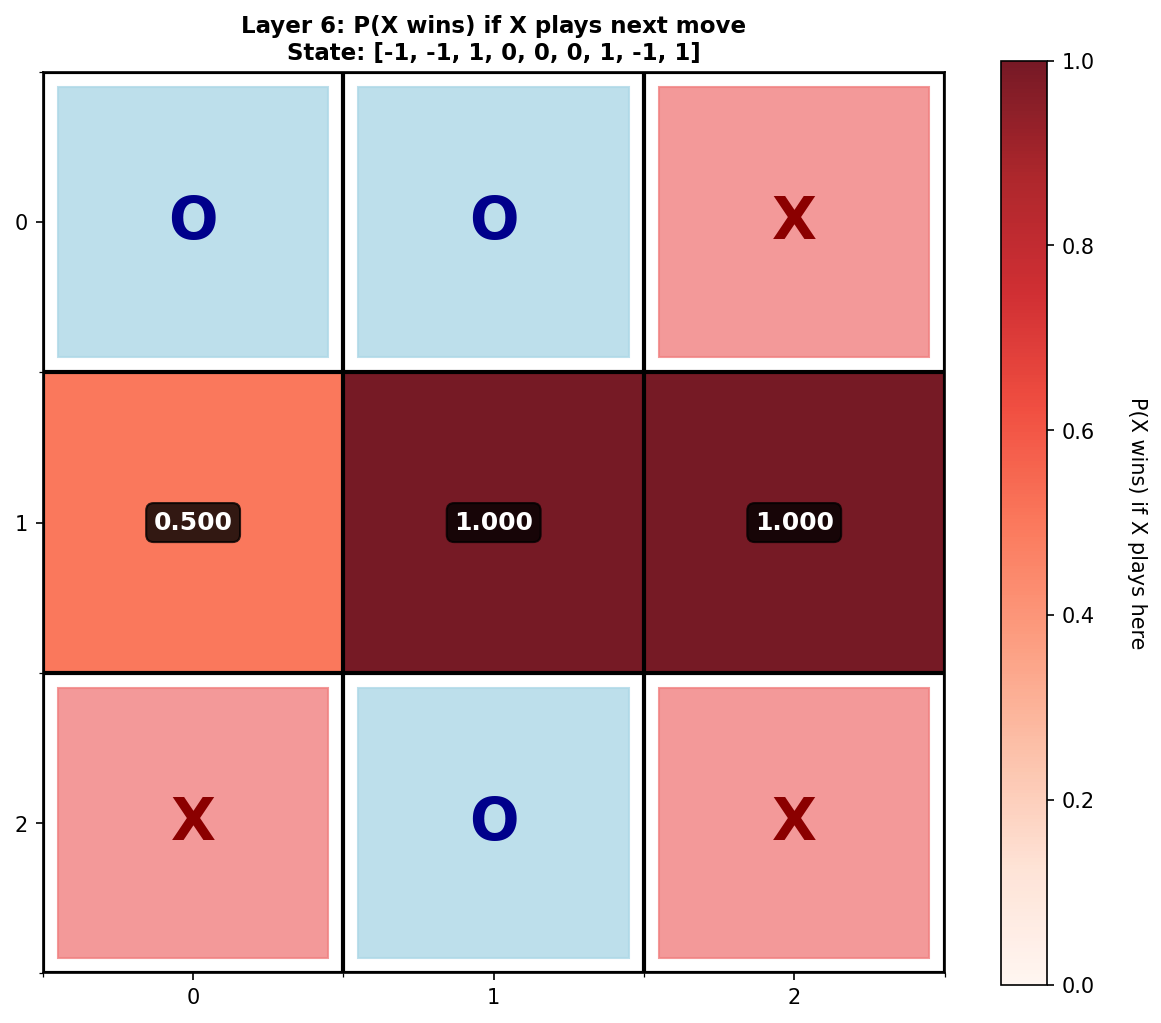 Layer 6: P(X wins) if X plays next move
State: [-1, -1, 1, 0, 0, 0, 1, -1, 1]
0
O
O
X
1
0.500
1.000
1.000
2
X
O
X
0
1
2
1.0
0.8
0.6
0.4
0.2
0.0
P(X wins) if X plays here